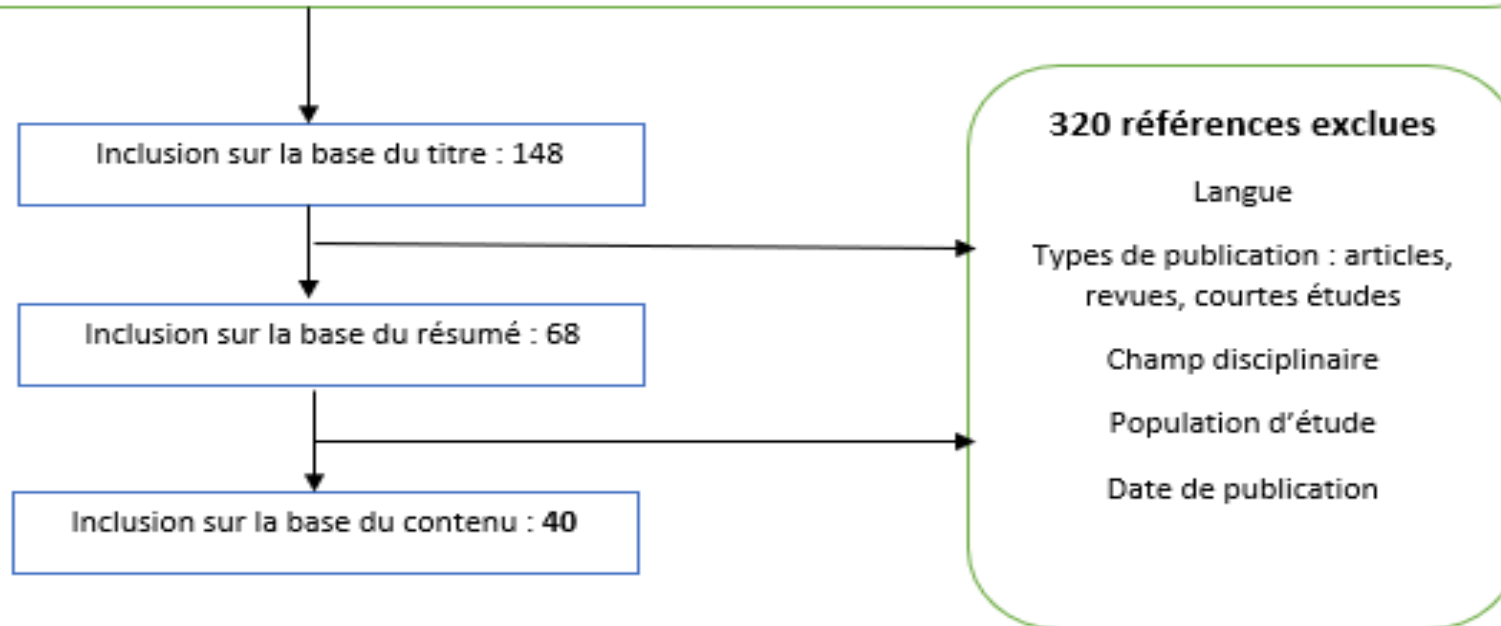 Inclusion sur la base du titre : 148
Inclusion sur la base du résumé : 68
Inclusion sur la base du contenu : 40
320 références exclues
Langue
Types de publication : articles,
revues, courtes études
Champ disciplinaire
Population d’étude
Date de publication